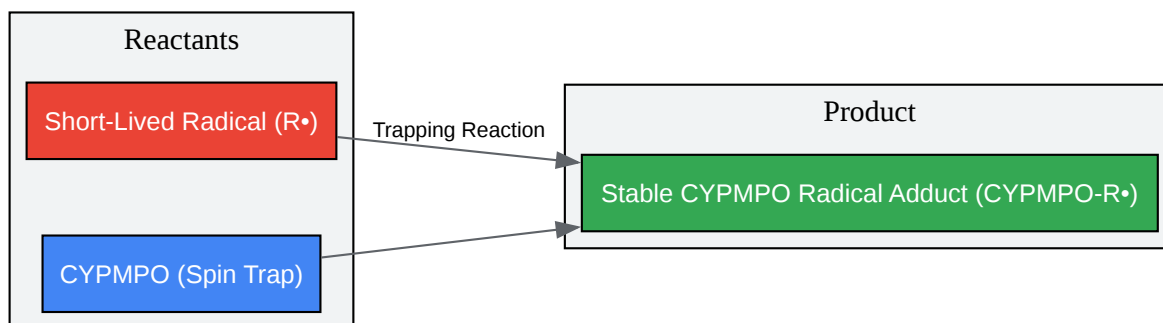 Reactants
Short-Lived Radical (R•)
CYPMPO (Spin Trap)
Trapping Reaction
Product
Stable CYPMPO Radical Adduct (CYPMPO-R•)